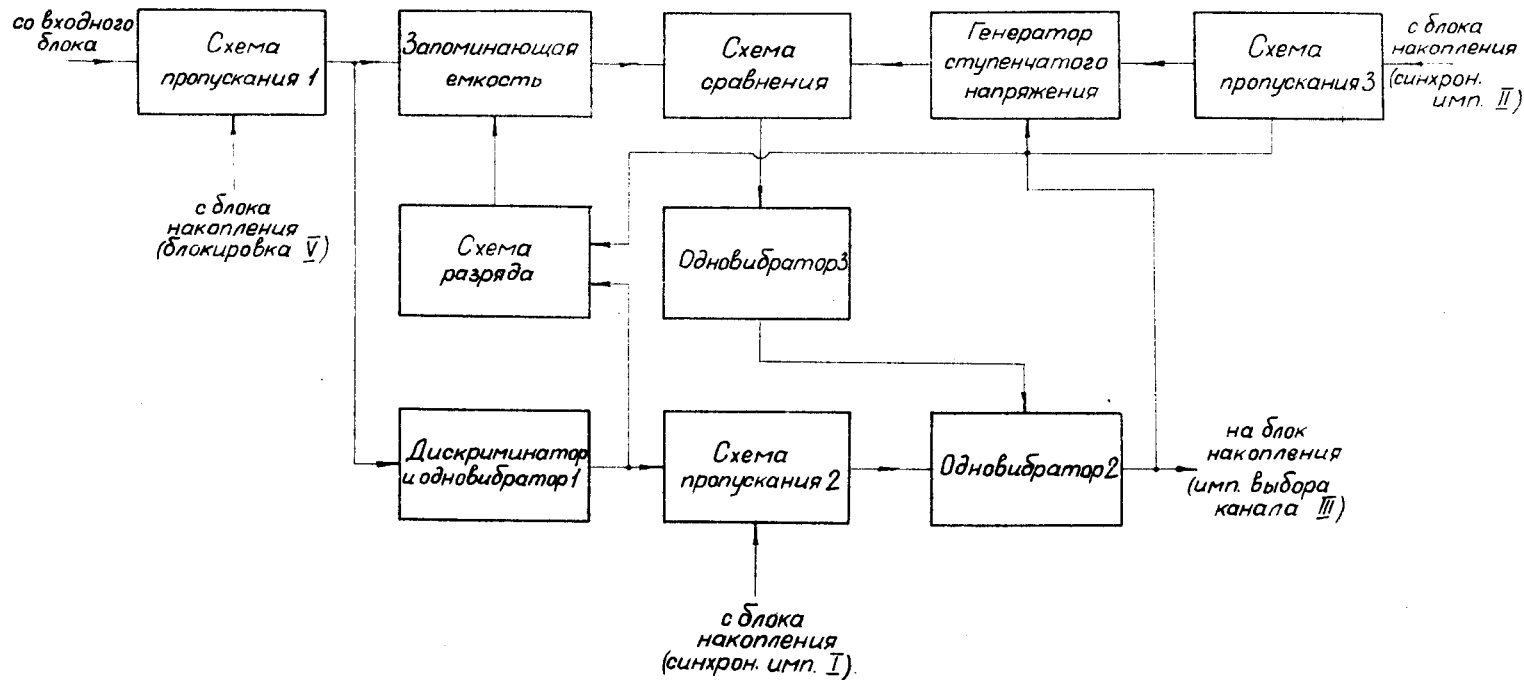 со входного
блока
Схема
пропускания 1
Запоминающая
емкость
Схема
сравнения
Генератор
ступенчатого
напряжения
Схема
пропускания 3
с блока
накопления
(синхрон.
имп. II)
с блока
накопления
(блокировка V)
Схема
разряда
Одновибратор 3
Дискриминатор
и одновибратор 1
Схема
пропускания 2
Одновибратор 2
на блок
накопления
(имп. выбора
канала III)
с блока
накопления
(синхрон. имп. I).